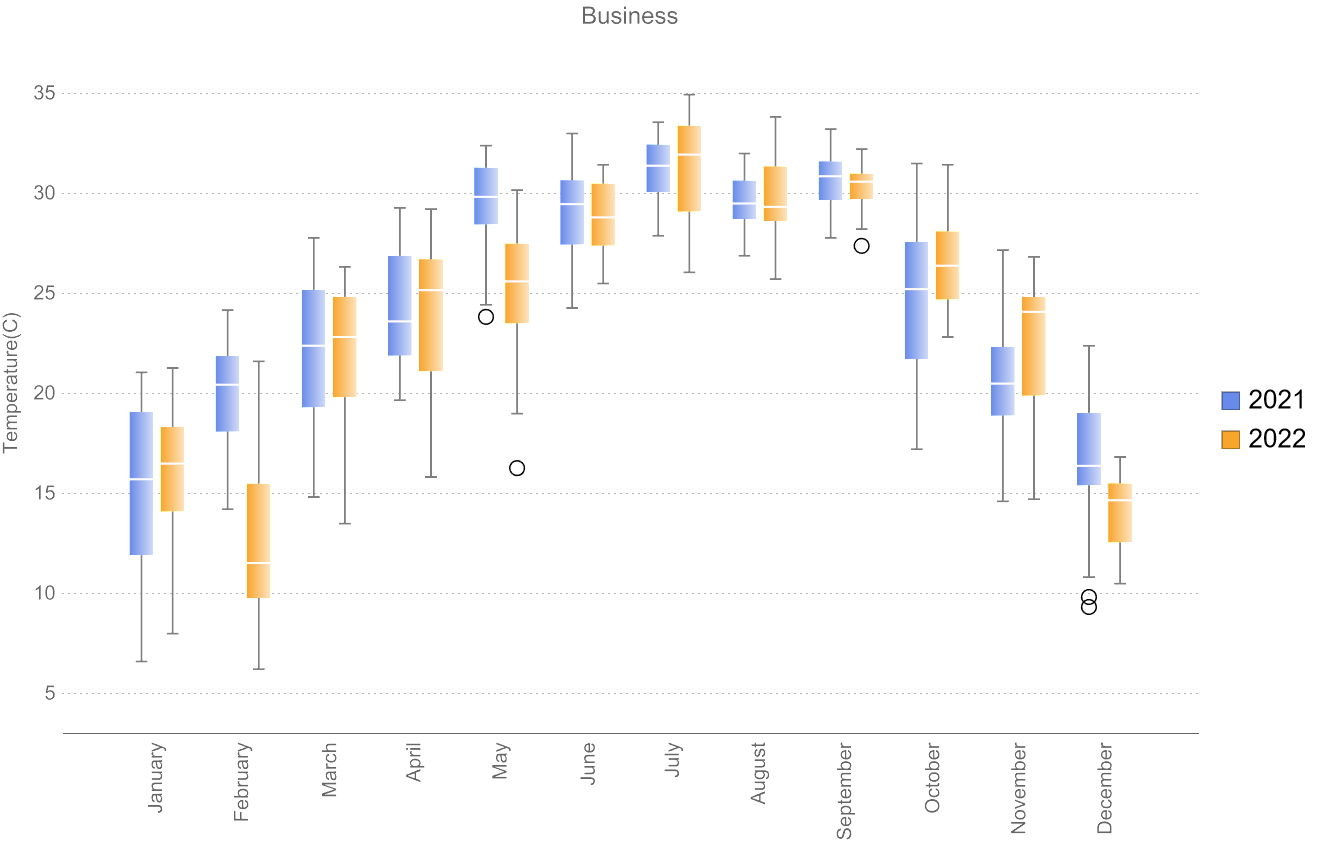 Business
Temperature(C)
35
30
25
20
15
10
5
January
February
March
April
May
June
July
August
September
October
November
December
2021
2022